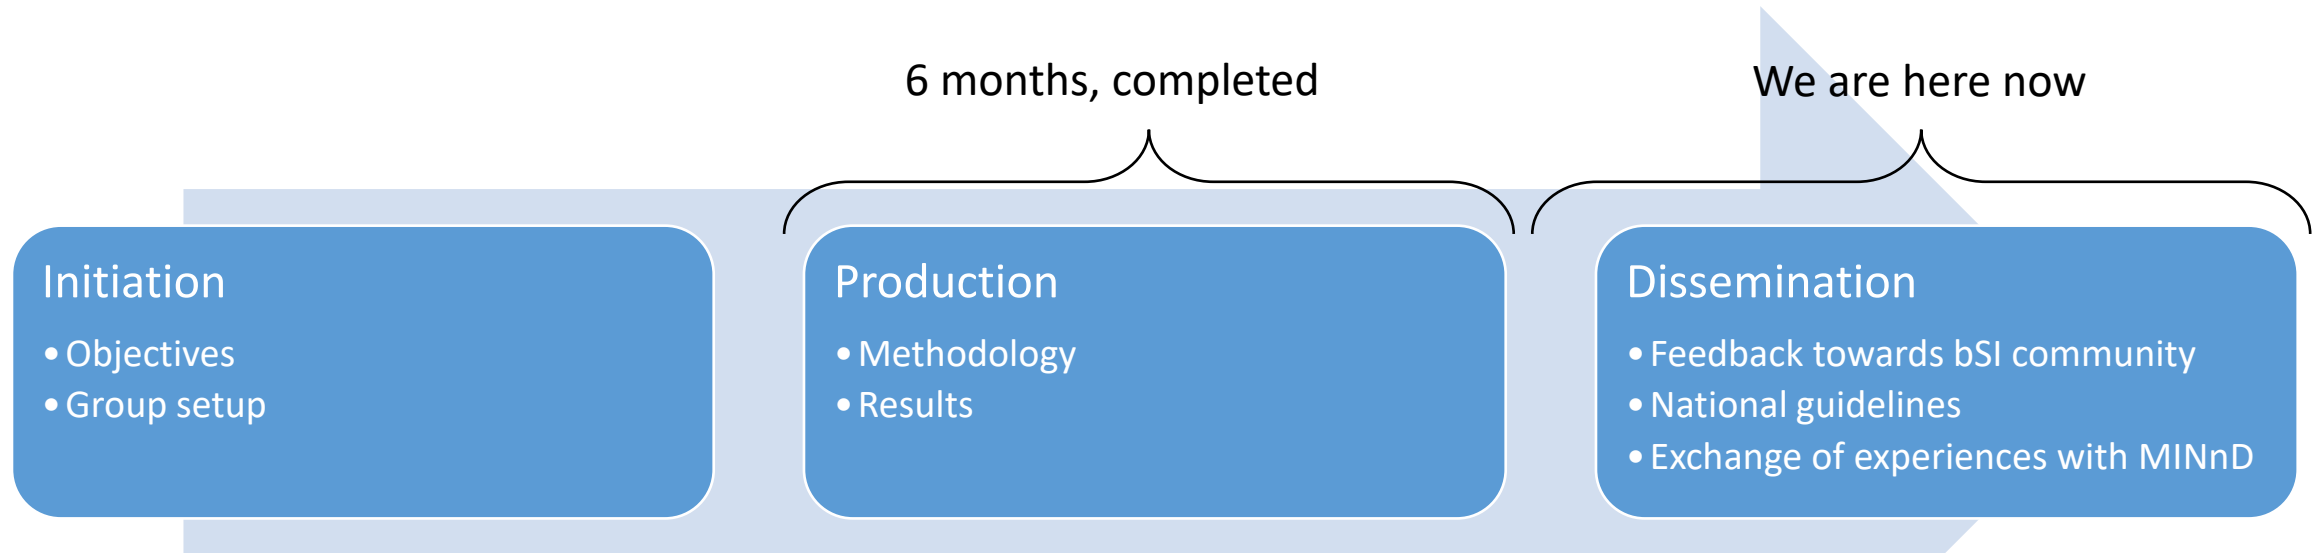 6 months, completed
We are here now
Initiation
• Objectives
• Group setup
Production
• Methodology
• Results
Dissemination
• Feedback towards bSI community
• National guidelines
• Exchange of experiences with MINnD